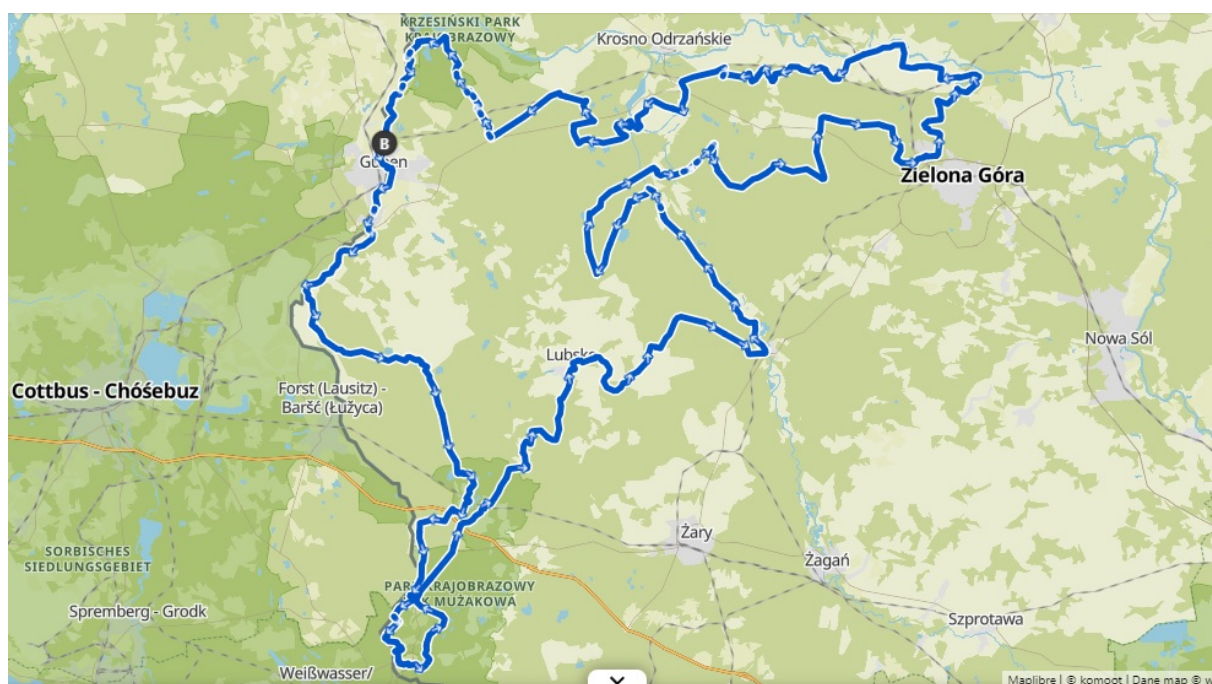 KRZESIŃSKI PARK
KRAJOBRAZOWY
Krosno Odrzańskie
B
Guben
Zielona Góra
Nowa Sól
Lubsko
Cottbus - Chóśebuz
Forst (Lausitz) -
Baršć (Łužyca)
Żary
SORBISCHES
SIEDLUNGSGEBIET
Żagań
PARK KRAJOBRAZOWY
MUŻAKOWA
Spremberg - Grodk
Szprotawa
Weißwasser/
Maplibre | © komoot | Dane map © w